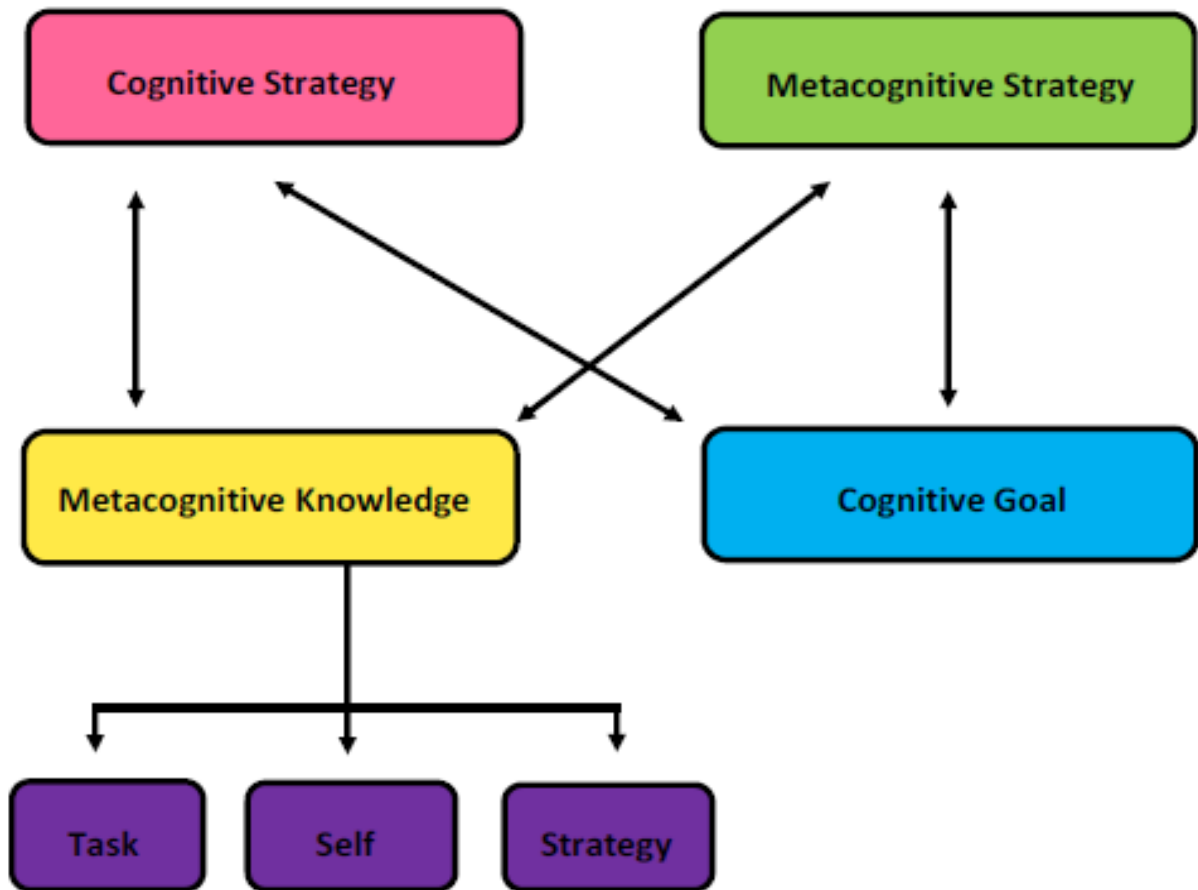 Cognitive Strategy
Metacognitive Strategy
Metacognitive Knowledge
Cognitive Goal
Task
Self
Strategy